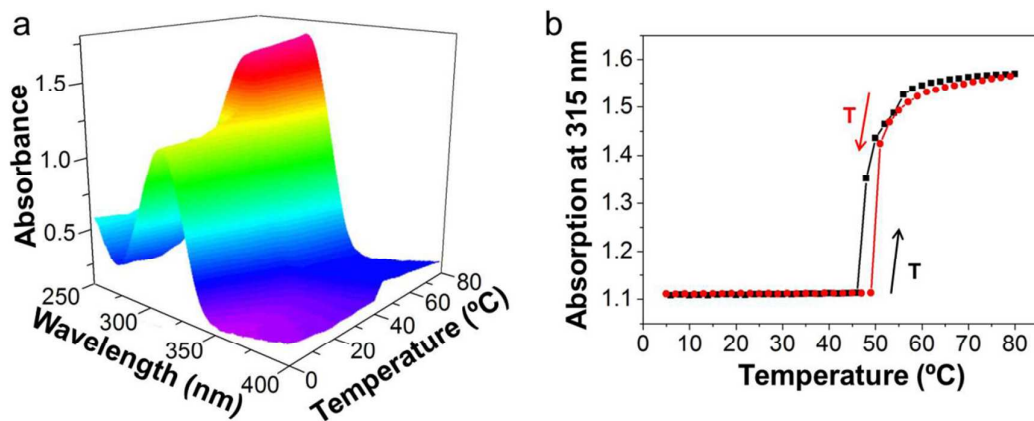 a
Absorbance
1.5
1.0
0.5
250
300
350
400
Wavelength (nm)
0
20
40
60
80
Temperature (ºC)
b
Absorption at 315 nm
1.6
1.5
1.4
1.3
1.2
1.1
T
T
0 10 20 30 40 50 60 70 80
Temperature (ºC)